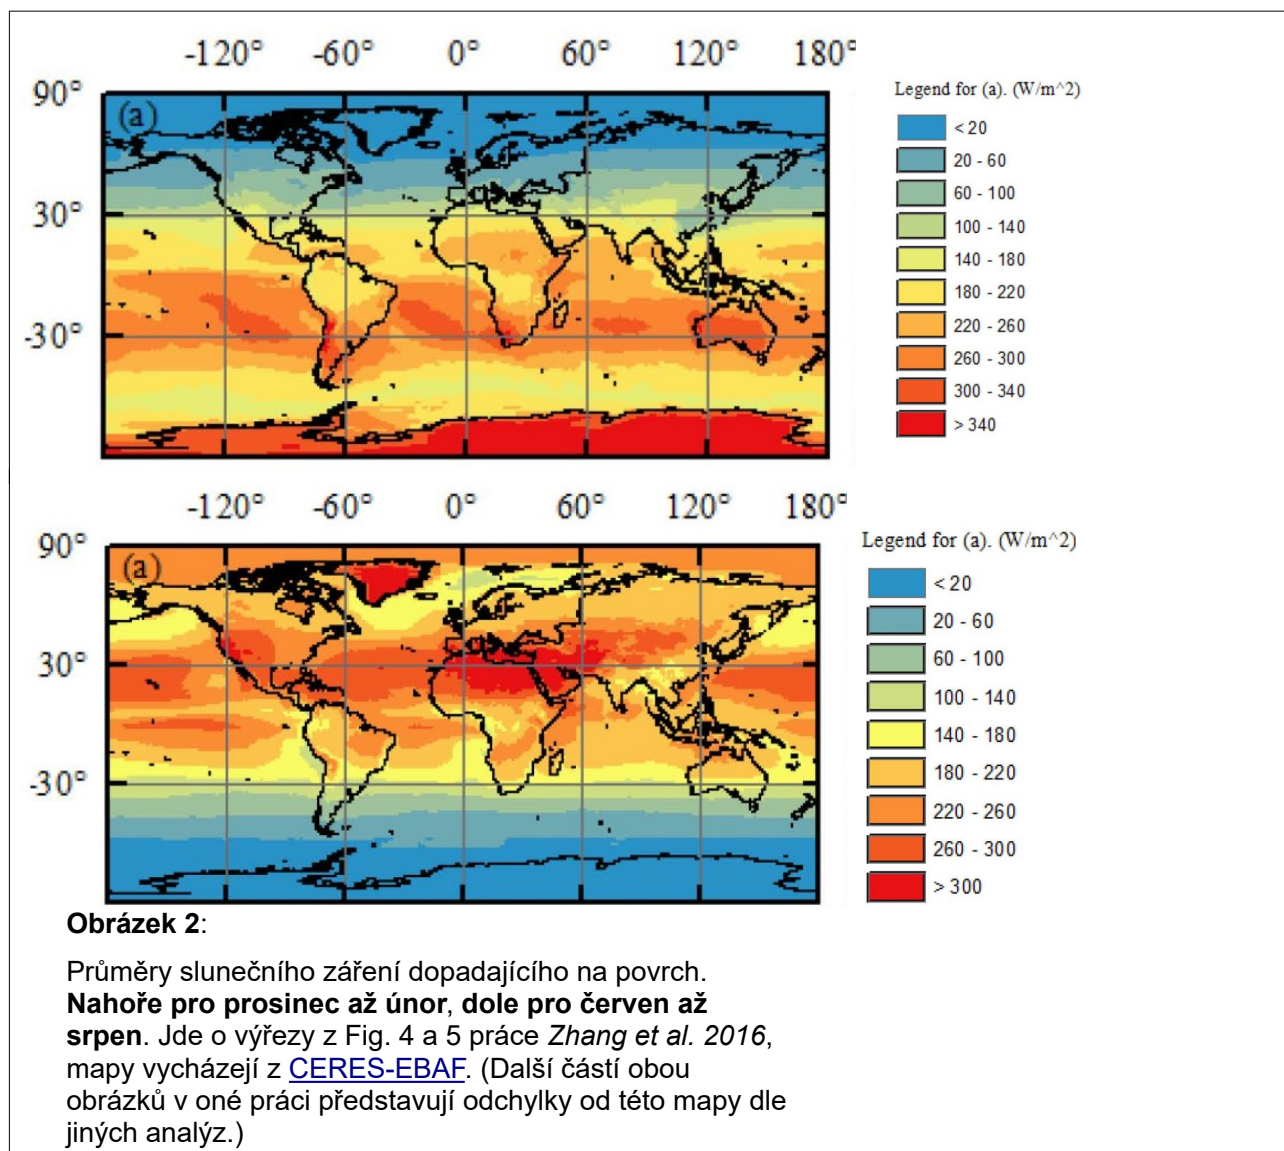 -120° -60° 0° 60° 120° 180°
90°
(a)
30°
-30°
Legend for (a). (W/m^2)
< 20
20 - 60
60 - 100
100 - 140
140 - 180
180 - 220
220 - 260
260 - 300
300 - 340
> 340
-120° -60° 0° 60° 120° 180°
90°
(a)
30°
-30°
Legend for (a). (W/m^2)
< 20
20 - 60
60 - 100
100 - 140
140 - 180
180 - 220
220 - 260
260 - 300
> 300
Obrázek 2:
Průměry slunečního záření dopadajícího na povrch.
Nahoře pro prosinec až únor, dole pro červen až
srpen. Jde o výřezy z Fig. 4 a 5 práce Zhang et al. 2016,
mapy vycházejí z CERES-EBAF. (Další částí obou
obrázků v oné práci představují odchylky od této mapy dle
jiných analýz.)